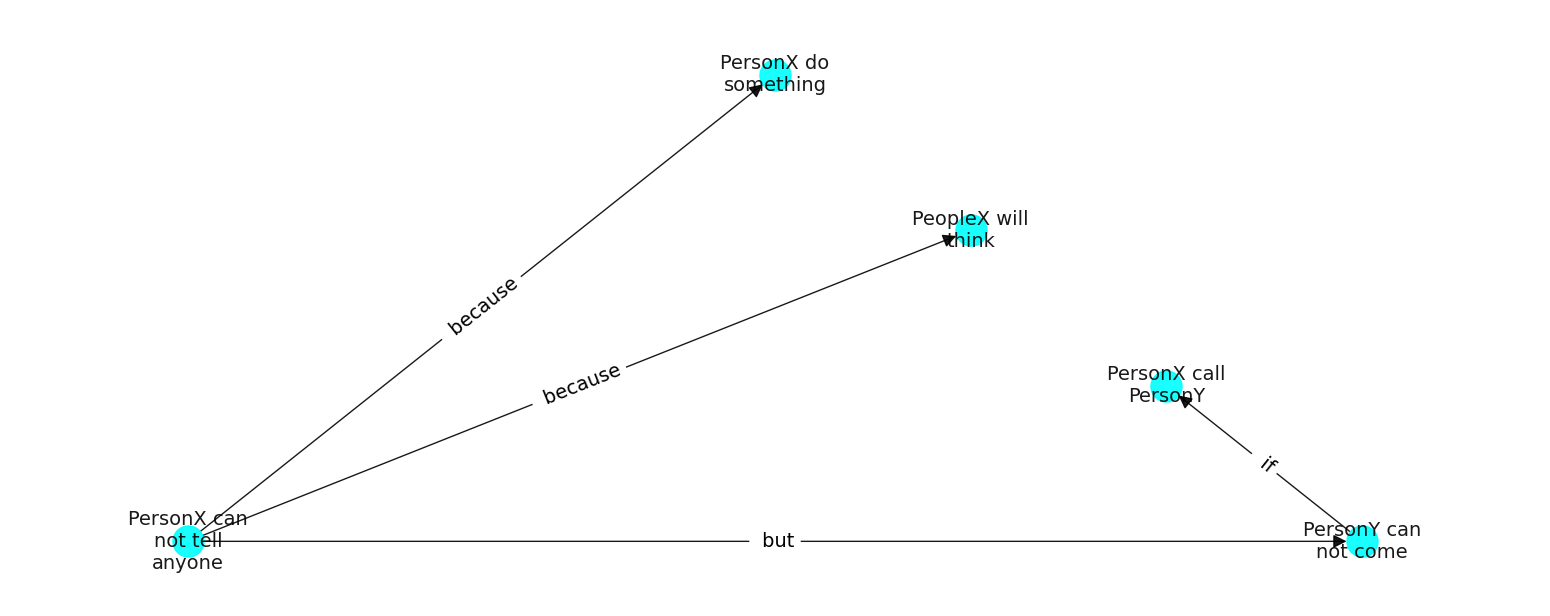 PersonX do
something
PeopleX will
think
because
because
PersonX call
PersonY
if
PersonX can
not tell
anyone
but
PersonY can
not come